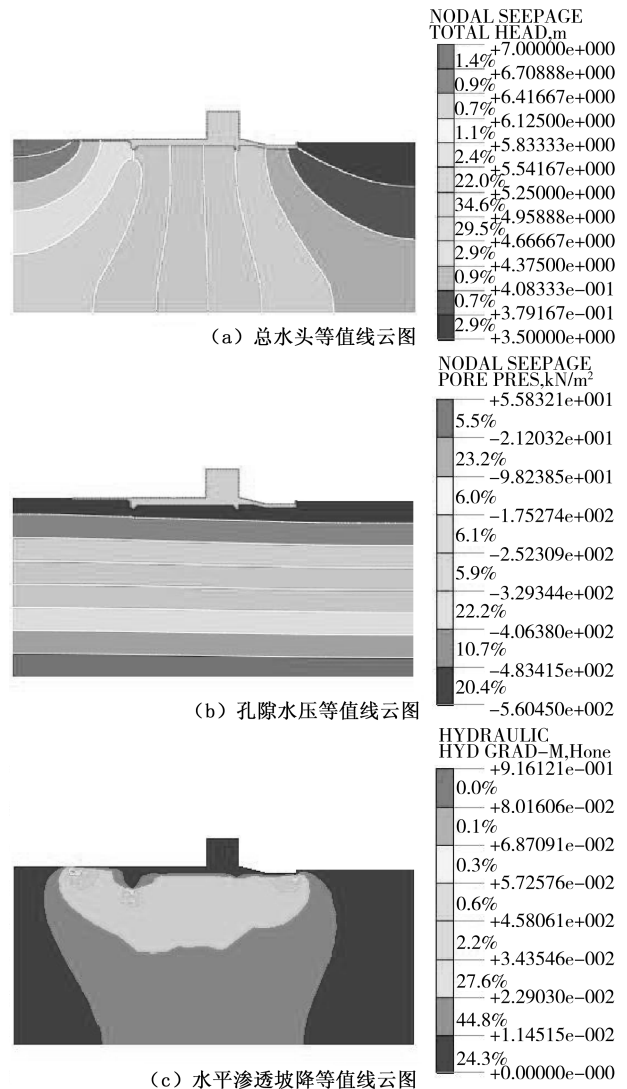 NODAL SEEPAGE
TOTAL HEAD,m
+7.00000e+000
1.4%
+6.70888e+000
0.9%
+6.41667e+000
0.7%
+6.12500e+000
1.1%
+5.83333e+000
2.4%
+5.54167e+000
22.0%
+5.25000e+000
34.6%
+4.95888e+000
29.5%
+4.66667e+000
2.9%
+4.37500e+000
0.9%
+4.08333e-001
0.7%
+3.79167e-001
2.9%
+3.50000e+000
（a）总水头等值线云图
NODAL SEEPAGE
PORE PRES,kN/m²
+5.58321e+001
5.5%
-2.12032e+001
23.2%
-9.82385e+001
6.0%
-1.75274e+002
6.1%
-2.52309e+002
5.9%
-3.29344e+002
22.2%
-4.06380e+002
10.7%
-4.83415e+002
20.4%
-5.60450e+002
（b）孔隙水压等值线云图
HYDRAULIC
HYD GRAD-M,Hone
+9.16121e-001
0.0%
+8.01606e-002
0.1%
+6.87091e-002
0.3%
+5.72576e-002
0.6%
+4.58061e-002
2.2%
+3.43546e-002
27.6%
+2.29030e-002
44.8%
+1.14515e-002
24.3%
+0.00000e-000
（c）水平渗透坡降等值线云图